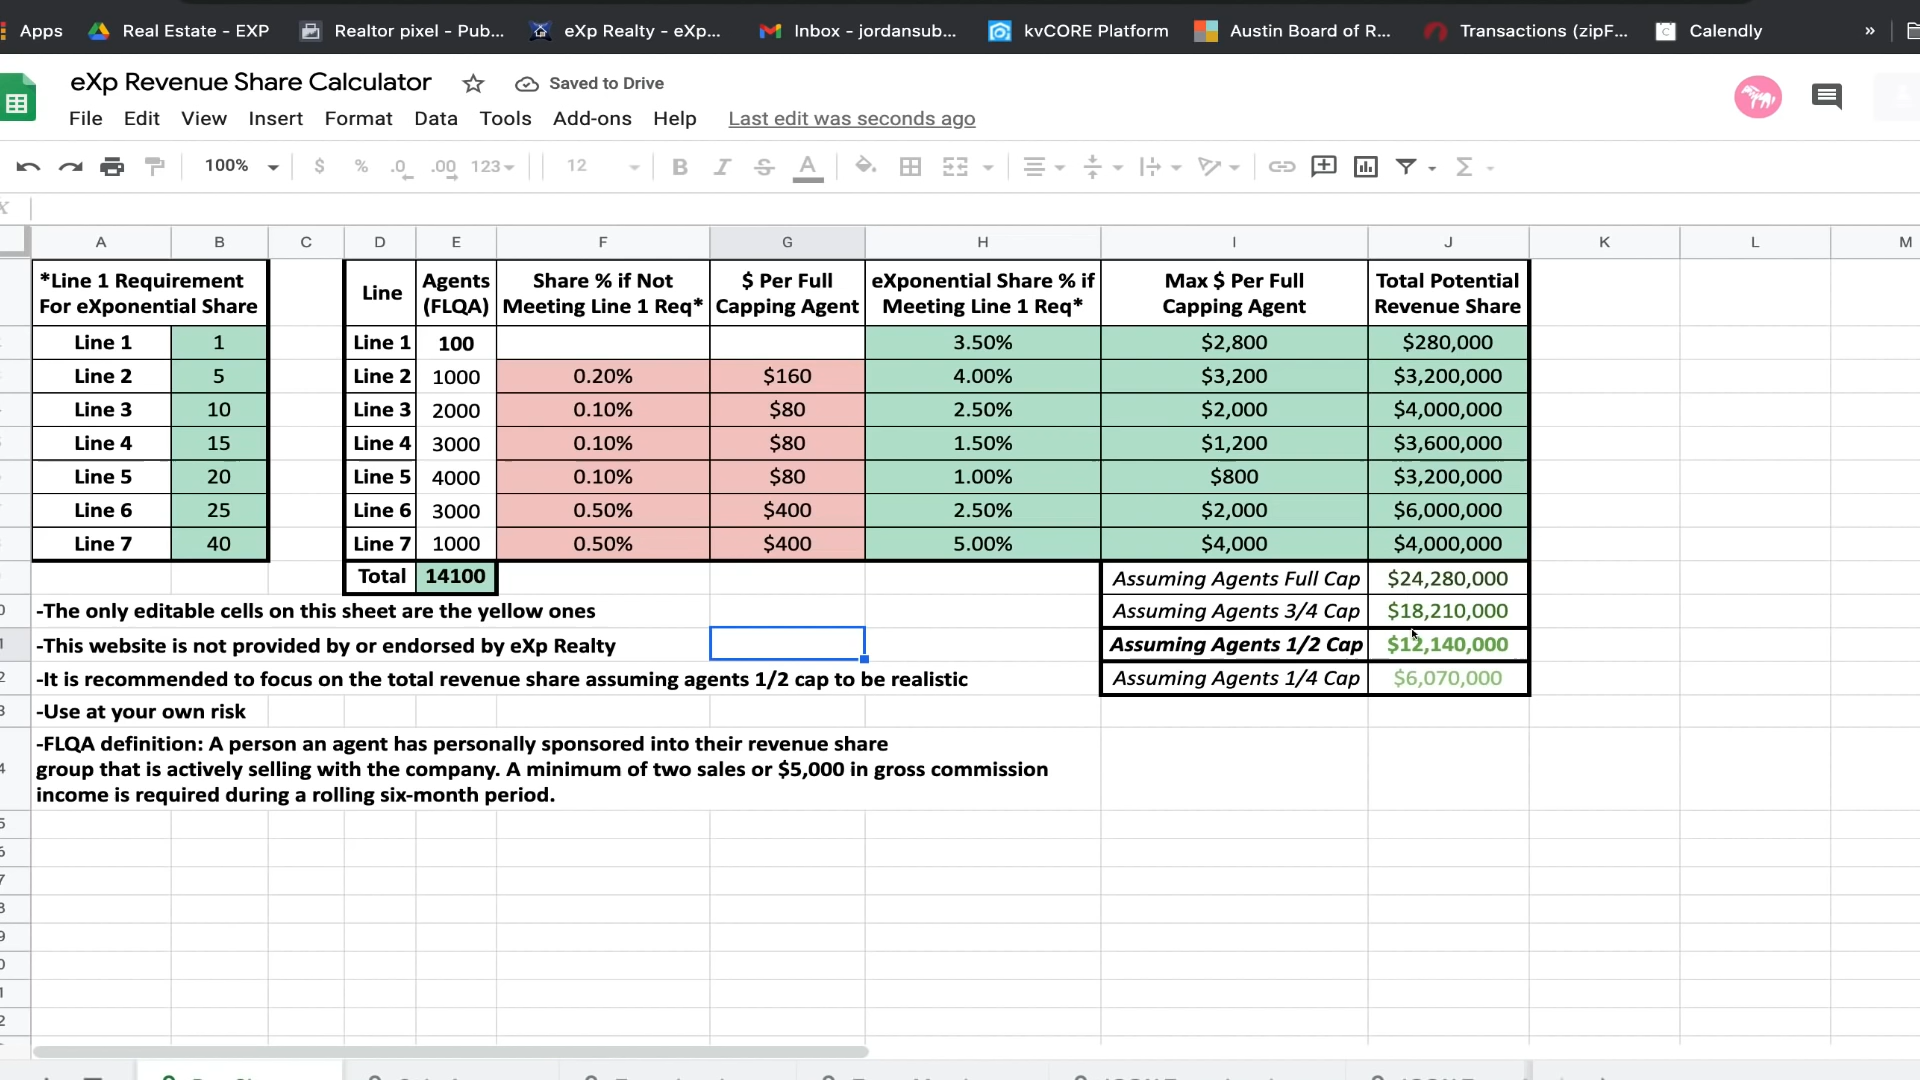 Apps Real Estate - EXP Realtor pixel - Pub... eXp Realty - eXp... Inbox - jordansub... kvCORE Platform Austin Board of R... Transactions (zipF... Calendly »
eXp Revenue Share Calculator Saved to Drive
File Edit View Insert Format Data Tools Add-ons Help Last edit was seconds ago
100% $ % .0 .00 123 12 B I S A Σ
A B C D E F G H I J K L M
*Line 1 Requirement For eXponential Share
Line 1 1
Line 2 5
Line 3 10
Line 4 15
Line 5 20
Line 6 25
Line 7 40
Line Agents (FLQA) Share % if Not Meeting Line 1 Req* $ Per Full Capping Agent eXponential Share % if Meeting Line 1 Req* Max $ Per Full Capping Agent Total Potential Revenue Share
Line 1 100 3.50% $2,800 $280,000
Line 2 1000 0.20% $160 4.00% $3,200 $3,200,000
Line 3 2000 0.10% $80 2.50% $2,000 $4,000,000
Line 4 3000 0.10% $80 1.50% $1,200 $3,600,000
Line 5 4000 0.10% $80 1.00% $800 $3,200,000
Line 6 3000 0.50% $400 2.50% $2,000 $6,000,000
Line 7 1000 0.50% $400 5.00% $4,000 $4,000,000
Total 14100
Assuming Agents Full Cap $24,280,000
Assuming Agents 3/4 Cap $18,210,000
Assuming Agents 1/2 Cap $12,140,000
Assuming Agents 1/4 Cap $6,070,000
-The only editable cells on this sheet are the yellow ones
-This website is not provided by or endorsed by eXp Realty
-It is recommended to focus on the total revenue share assuming agents 1/2 cap to be realistic
-Use at your own risk
-FLQA definition: A person an agent has personally sponsored into their revenue share
group that is actively selling with the company. A minimum of two sales or $5,000 in gross commission
income is required during a rolling six-month period.